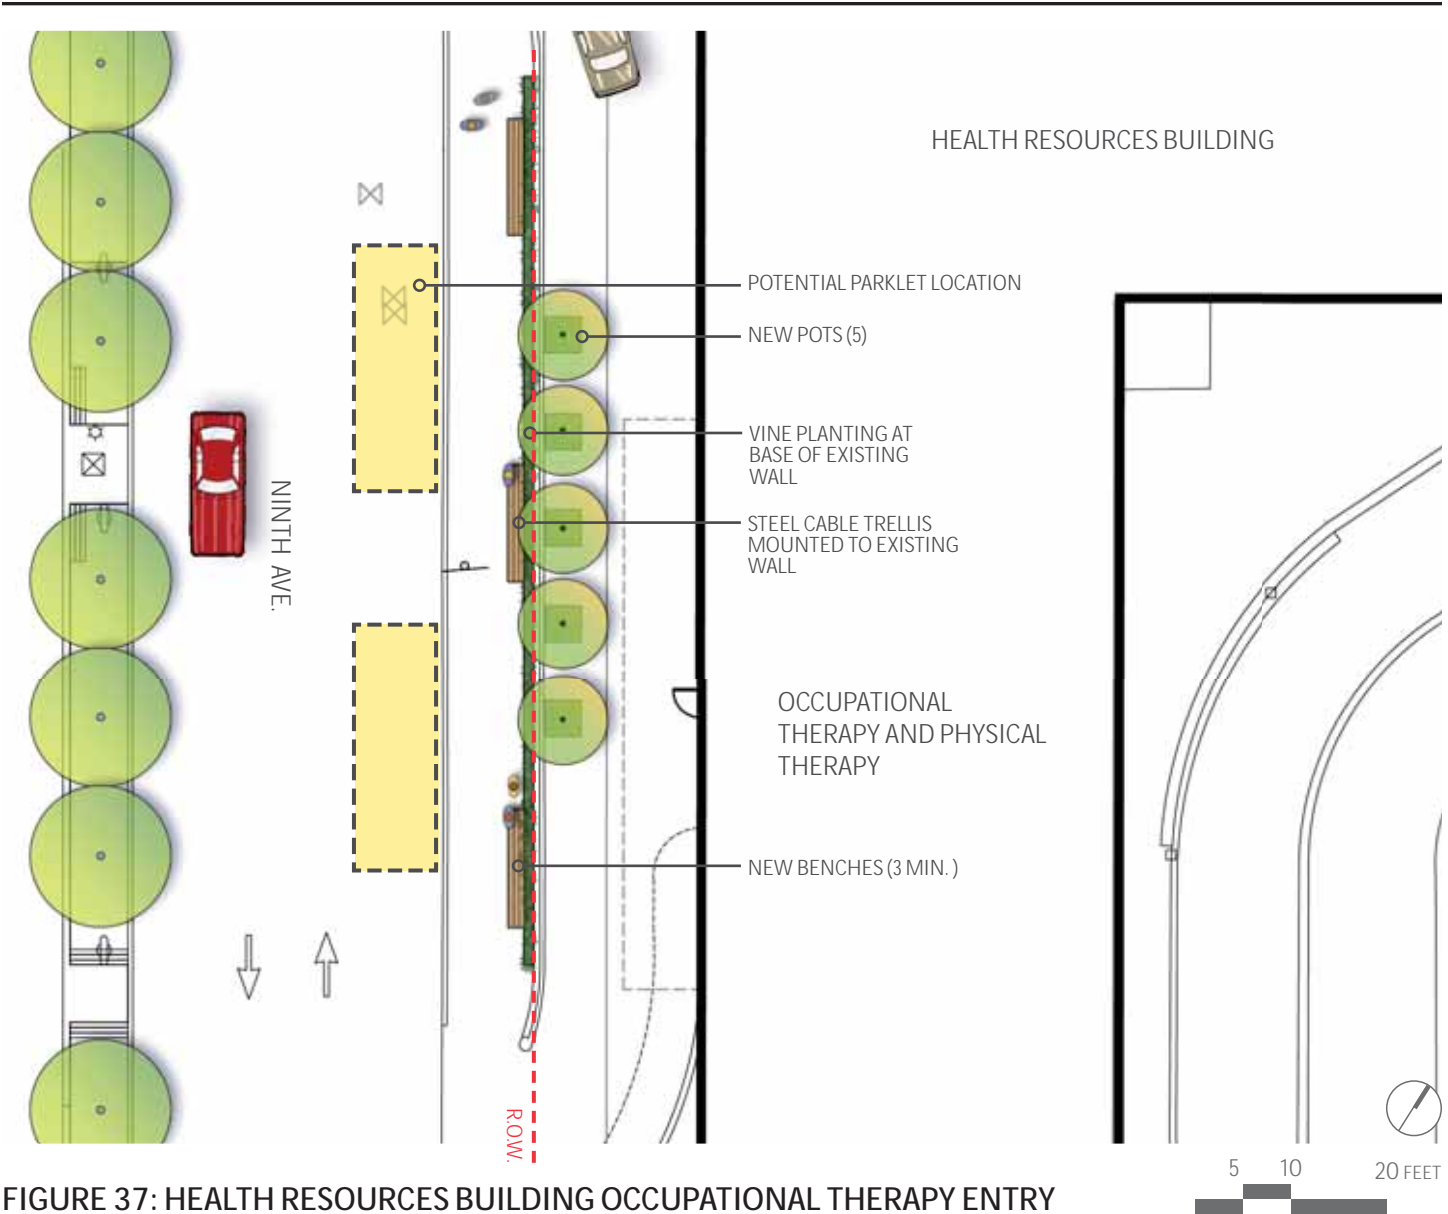 HEALTH RESOURCES BUILDING
POTENTIAL PARKLET LOCATION
NEW POTS (5)
VINE PLANTING AT
BASE OF EXISTING
WALL
STEEL CABLE TRELLIS
MOUNTED TO EXISTING
WALL
NINTH AVE.
OCCUPATIONAL
THERAPY AND PHYSICAL
THERAPY
NEW BENCHES (3 MIN. )
R.O.W.
5 10 20 FEET
FIGURE 37: HEALTH RESOURCES BUILDING OCCUPATIONAL THERAPY ENTRY